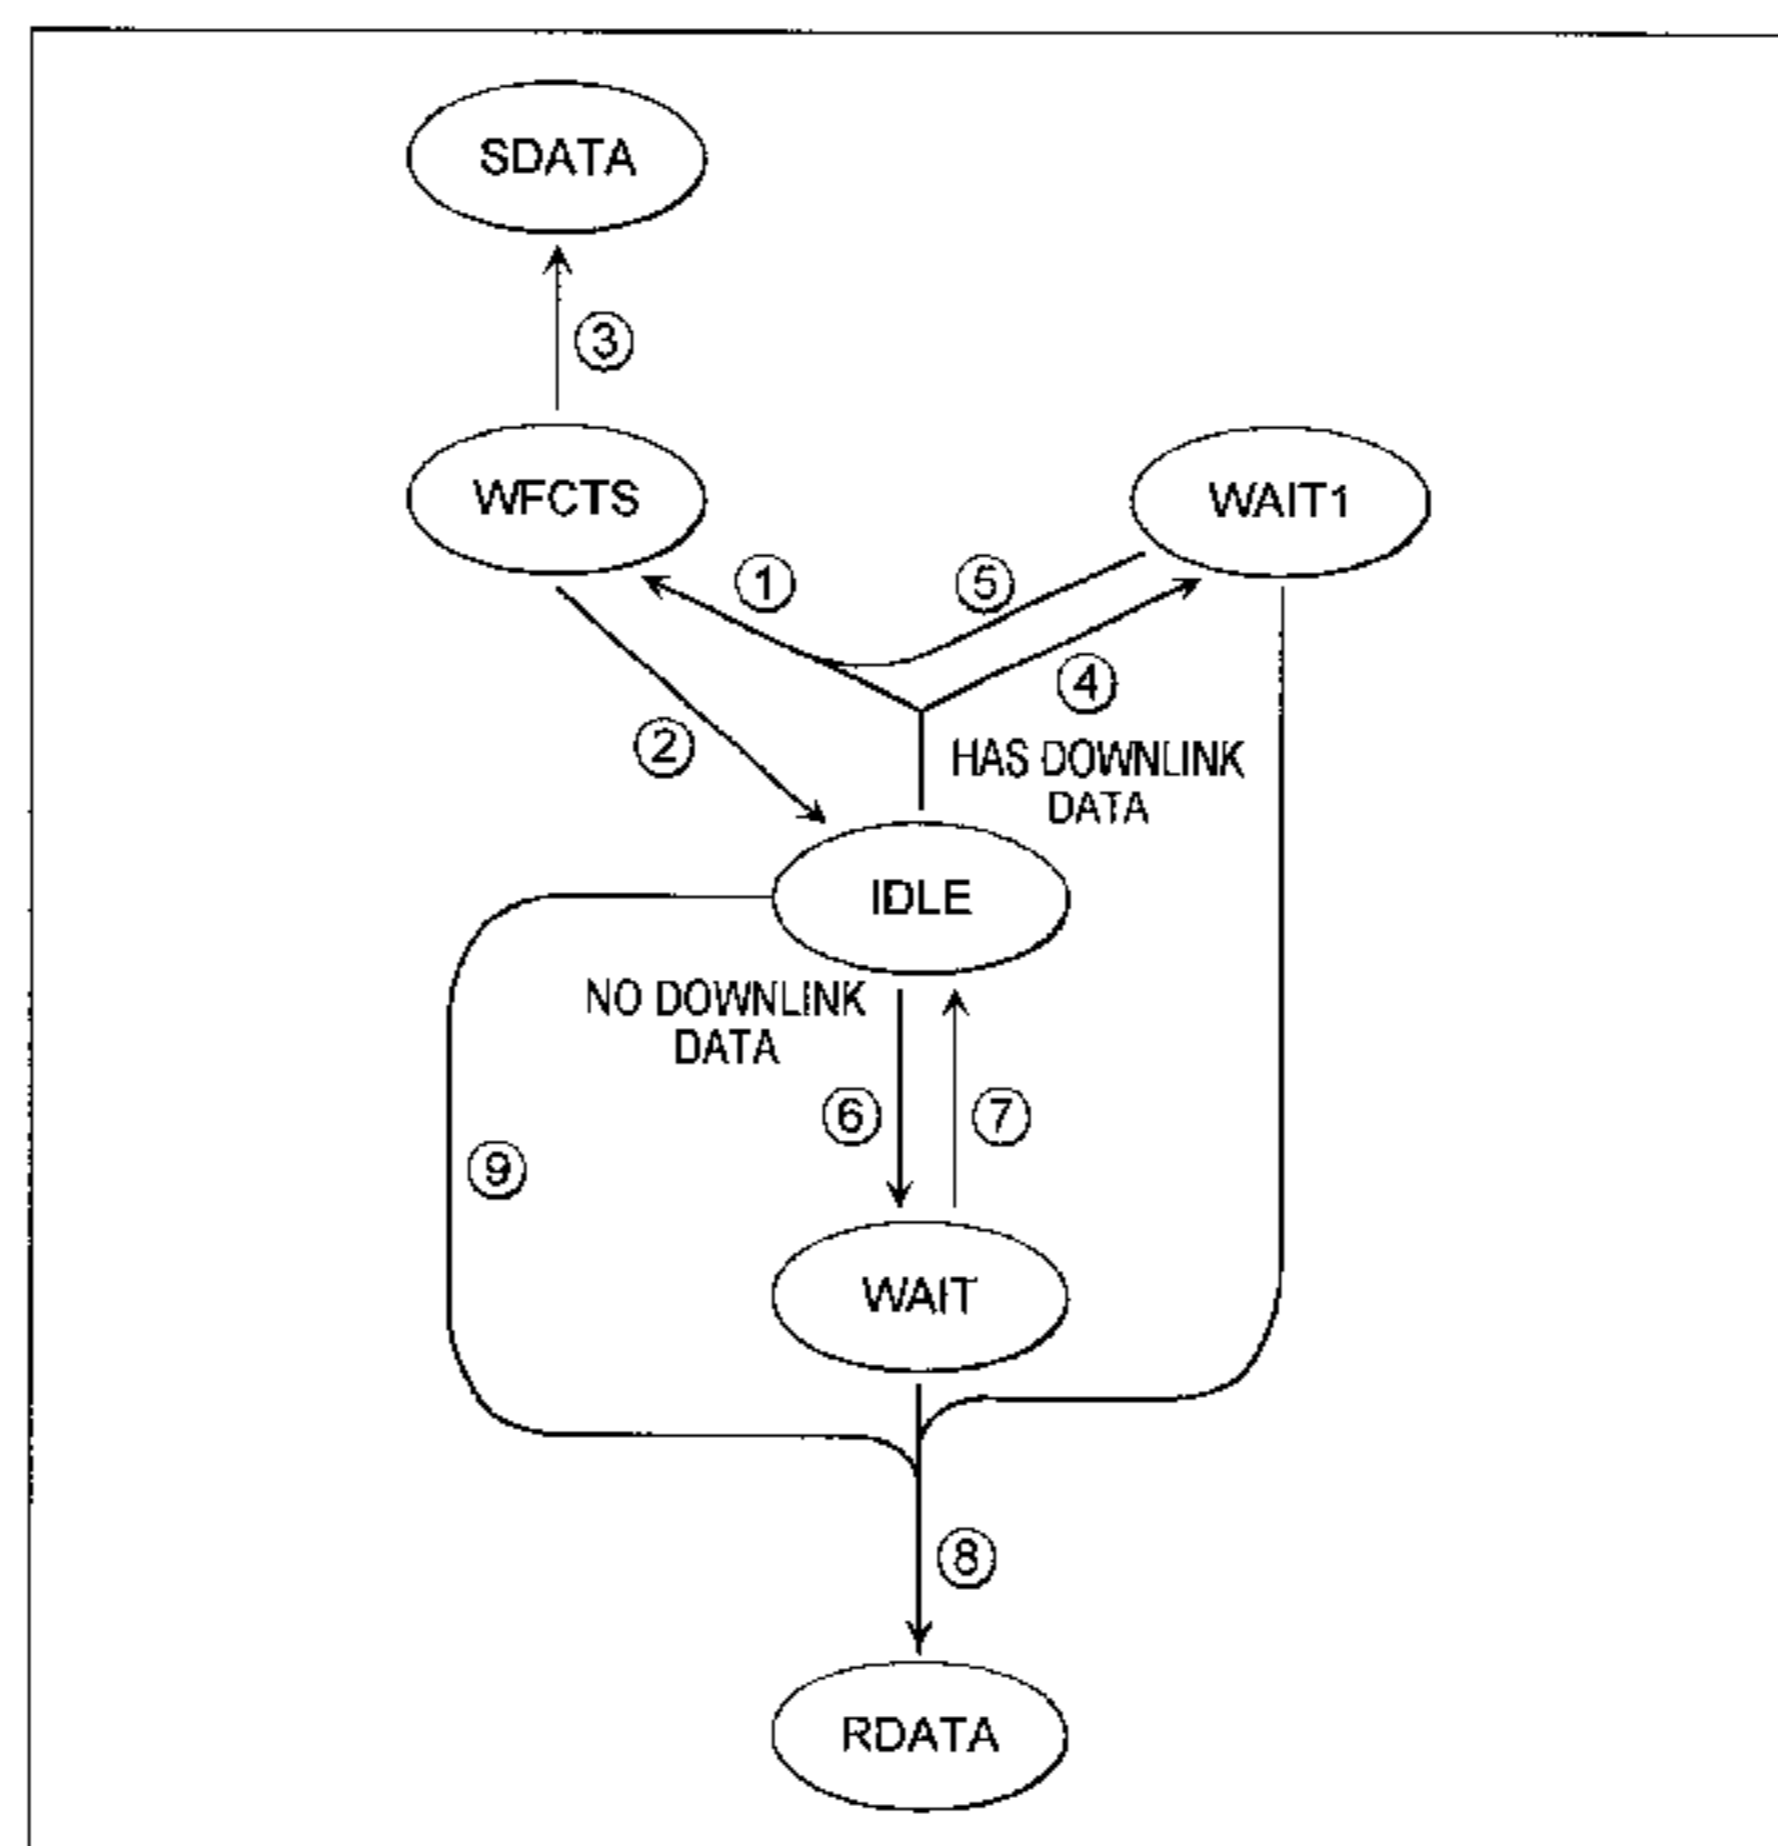 SDATA
③
WFCTS
WAIT1
①
⑤
④
②
HAS DOWNLINK
DATA
IDLE
NO DOWNLINK
DATA
⑥
⑦
⑨
WAIT
⑧
RDATA